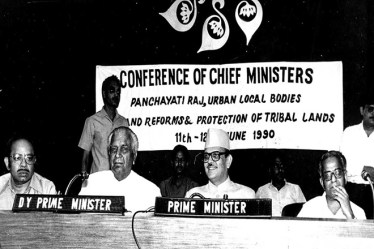 CONFERENCE OF CHIEF MINISTERS
PANCHAYATI RAJ, URBAN LOCAL BODIES
AND REFORMS & PROTECTION OF TRIBAL LANDS
11th - 12 JUNE 1990
DY PRIME MINISTER
PRIME MINISTER